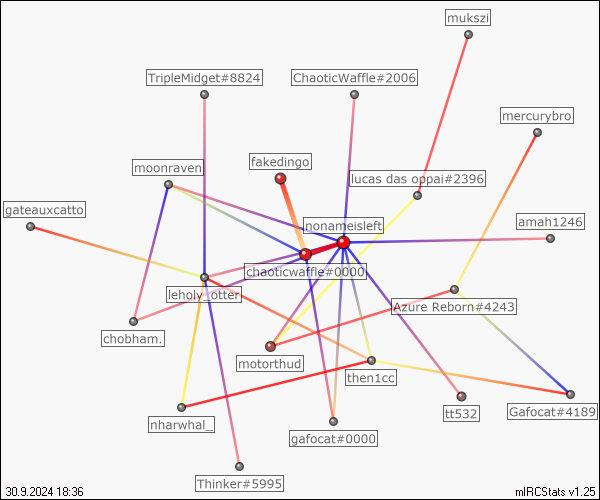 mukszi
TripleMidget#8824
ChaoticWaffle#2006
mercurybro
fakedingo
moonraven
lucas das oppai#2396
gateauxcatto
nonameisleft
amah1246
chaoticwaffle#0000
leholy_otter
Azure Reborn#4243
chobham.
motorthud
then1cc
nharwhal_
gafocat#0000
tt532
Gafocat#4189
Thinker#5995
30.9.2024 18:36
mIRCStats v1.25